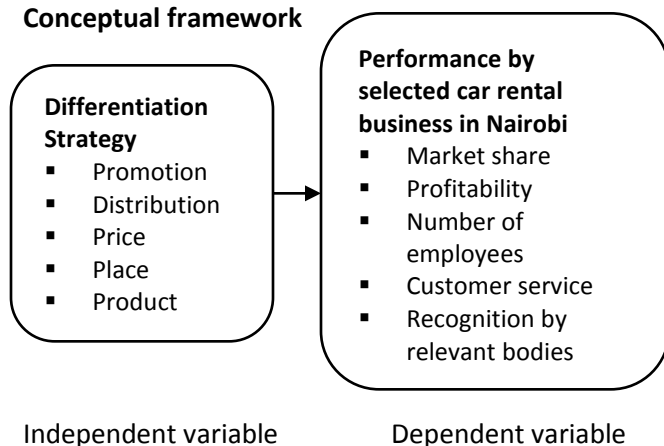 Conceptual framework
Differentiation
Strategy
▪ Promotion
▪ Distribution
▪ Price
▪ Place
▪ Product
Performance by
selected car rental
business in Nairobi
▪ Market share
▪ Profitability
▪ Number of
employees
▪ Customer service
▪ Recognition by
relevant bodies
Independent variable
Dependent variable